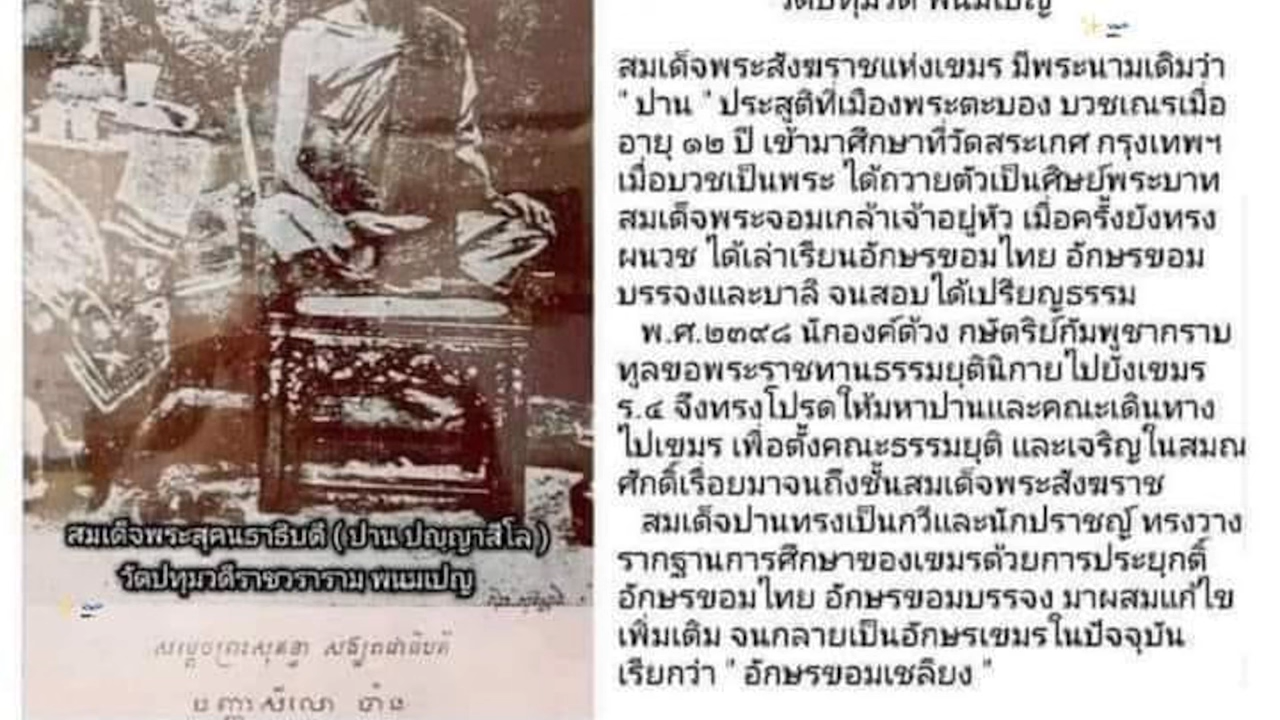 วัดปทุมวดี พนมเปญ
สมเด็จพระสังฆราชแห่งเขมร มีพระนามเดิมว่า
" ปาน " ประสูติที่เมืองพระตะบอง บวชเณรเมื่อ
อายุ ๑๒ ปี เข้ามาศึกษาที่วัดสระเกศ กรุงเทพฯ
เมื่อบวชเป็นพระ ได้ถวายตัวเป็นศิษย์พระบาท
สมเด็จพระจอมเกล้าเจ้าอยู่หัว เมื่อครั้งยังทรง
ผนวช ได้เล่าเรียนอักษรขอมไทย อักษรขอม
บรรจงและบาลี จนสอบได้เปรียญธรรม
พ.ศ.๒๓๙๘ นักองค์ด้วง กษัตริย์กัมพูชากราบ
ทูลขอพระราชทานธรรมยุตินิกายไปยังเขมร
ร.๔ จึงทรงโปรดให้มหาปานและคณะเดินทาง
ไปเขมร เพื่อตั้งคณะธรรมยุติ และเจริญในสมณ
ศักดิ์เรื่อยมาจนถึงชั้นสมเด็จพระสังฆราช
สมเด็จปานทรงเป็นกวีและนักปราชญ์ ทรงวาง
รากฐานการศึกษาของเขมรด้วยการประยุกติ์
อักษรขอมไทย อักษรขอมบรรจง มาผสมแก้ไข
เพิ่มเติม จนกลายเป็นอักษรเขมรในปัจจุบัน
เรียกว่า " อักษรขอมเชลียง "
สมเด็จพระสุคนธาธิบดี ( ปาน ปญฺญาสีโล )
วัดปทุมวดีราชวราราม พนมเปญ